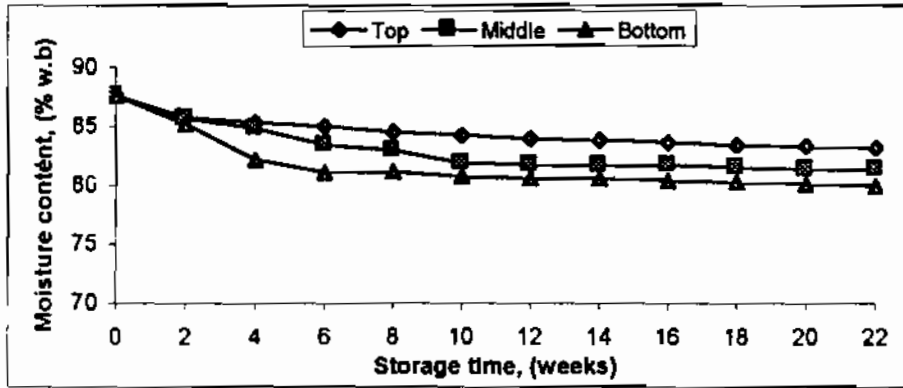 Top Middle Bottom
90
85
80
75
70
Moisture contént, (% w.b)
0 2 4 6 8 10 12 14 16 18 20 22
Storage time, (weeks)